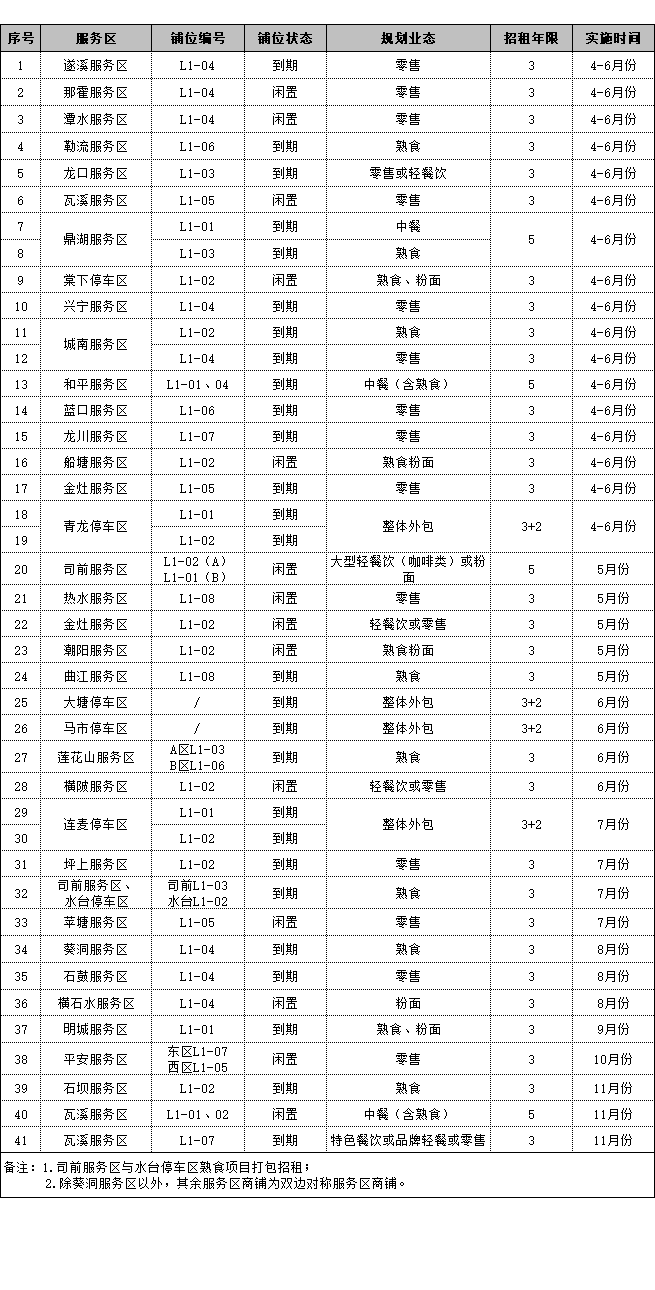 序号 服务区 铺位编号 铺位状态 规划业态 招租年限 实施时间
1 遂溪服务区 L1-04 到期 零售 3 4-6月份
2 那霍服务区 L1-04 闲置 零售 3 4-6月份
3 潭水服务区 L1-04 闲置 零售 3 4-6月份
4 勒流服务区 L1-06 到期 熟食 3 4-6月份
5 龙口服务区 L1-03 到期 零售或轻餐饮 3 4-6月份
6 瓦溪服务区 L1-05 闲置 零售 3 4-6月份
7 鼎湖服务区 L1-01 到期 中餐 5 4-6月份
8 L1-03 到期 熟食
9 棠下停车区 L1-02 闲置 熟食、粉面 3 4-6月份
10 兴宁服务区 L1-04 到期 零售 3 4-6月份
11 城南服务区 L1-02 到期 熟食 3 4-6月份
12 L1-04 到期 零售 3 4-6月份
13 和平服务区 L1-01、04 到期 中餐（含熟食） 5 4-6月份
14 蓝口服务区 L1-06 到期 零售 3 4-6月份
15 龙川服务区 L1-07 到期 零售 3 4-6月份
16 船塘服务区 L1-02 闲置 熟食粉面 3 4-6月份
17 金灶服务区 L1-05 到期 零售 3 4-6月份
18 青龙停车区 L1-01 到期 整体外包 3+2 4-6月份
19 L1-02 到期
20 司前服务区 L1-02（A） 闲置 大型轻餐饮（咖啡类）或粉 5 5月份
L1-01（B） 面
21 热水服务区 L1-08 闲置 零售 3 5月份
22 金灶服务区 L1-02 闲置 轻餐饮或零售 3 5月份
23 潮阳服务区 L1-02 闲置 熟食粉面 3 5月份
24 曲江服务区 L1-08 到期 熟食 3 5月份
25 大塘停车区 / 到期 整体外包 3+2 6月份
26 马市停车区 / 到期 整体外包 3+2 6月份
27 莲花山服务区 A区L1-03 到期 熟食 3 6月份
B区L1-06
28 横陂服务区 L1-02 闲置 轻餐饮或零售 3 6月份
29 连麦停车区 L1-01 到期 整体外包 3+2 7月份
30 L1-02 到期
31 坪上服务区 L1-02 到期 零售 3 7月份
32 司前服务区、 司前L1-03 到期 熟食 3 7月份
水台停车区 水台L1-02
33 苹塘服务区 L1-05 闲置 零售 3 7月份
34 葵洞服务区 L1-04 到期 熟食 3 8月份
35 石鼓服务区 L1-04 到期 零售 3 8月份
36 横石水服务区 L1-04 闲置 粉面 3 8月份
37 明城服务区 L1-01 到期 熟食、粉面 3 9月份
38 平安服务区 东区L1-07 闲置 零售 3 10月份
西区L1-05
39 石坝服务区 L1-02 到期 熟食 3 11月份
40 瓦溪服务区 L1-01、02 闲置 中餐（含熟食） 5 11月份
41 瓦溪服务区 L1-07 到期 特色餐饮或品牌轻餐或零售 3 11月份
备注：1.司前服务区与水台停车区熟食项目打包招租；
2.除葵洞服务区以外，其余服务区商铺为双边对称服务区商铺。